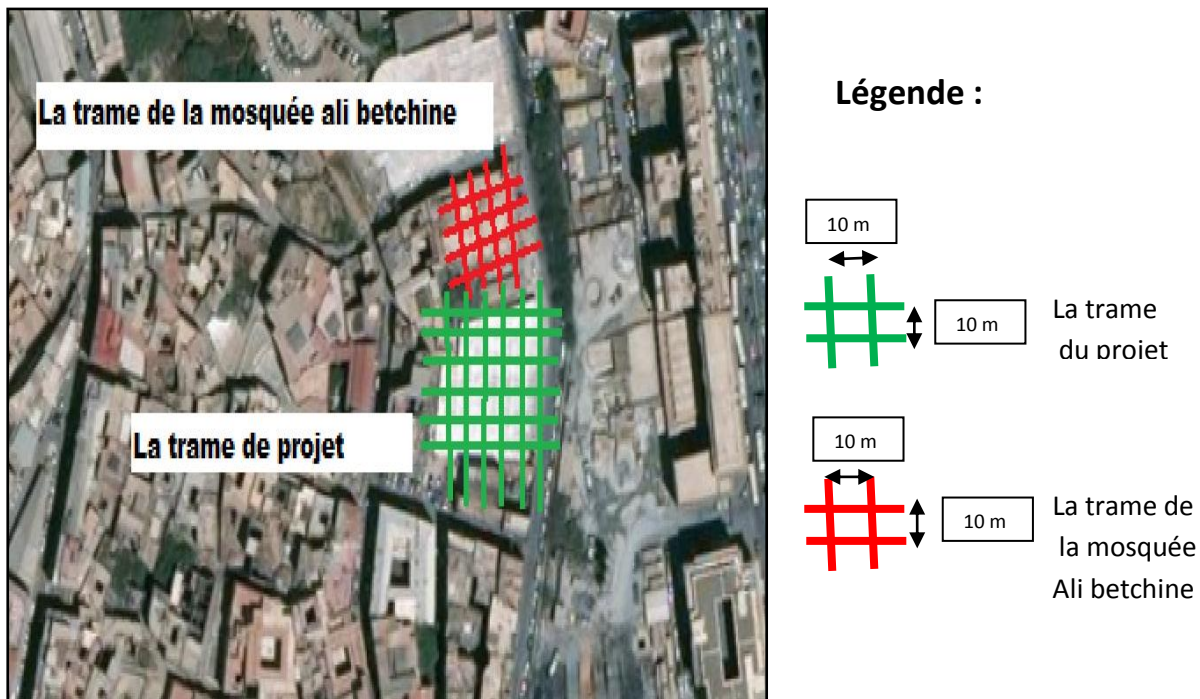 La trame de la mosquée ali betchine
La trame de projet
Légende :
10 m
10 m
La trame
du projet
10 m
10 m
La trame de
la mosquée
Ali betchine